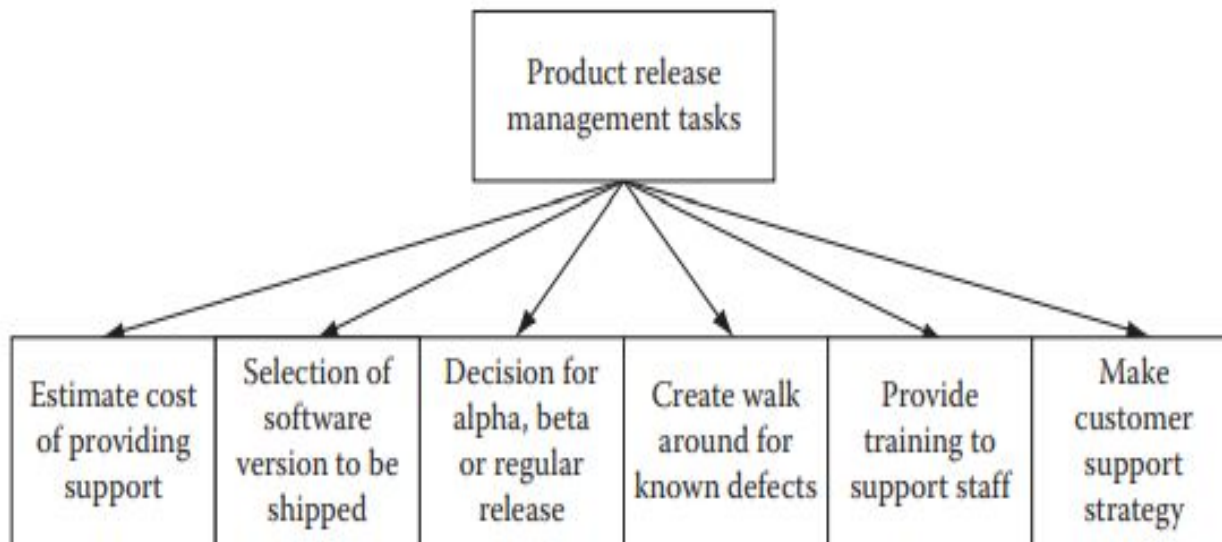 Product release
management tasks
Estimate cost
of providing
support
Selection of
software
version to be
shipped
Decision for
alpha, beta
or regular
release
Create walk
around for
known defects
Provide
training to
support staff
Make
customer
support
strategy